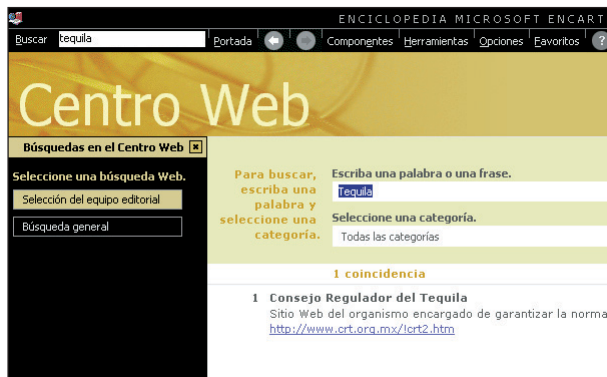 ENCICLOPEDIA MICROSOFT ENCART
Buscar tequila Portada Componentes Herramientas Opciones Favoritos ?
Centro Web
Búsquedas en el Centro Web
Seleccione una búsqueda Web.
Selección del equipo editorial
Búsqueda general
Para buscar,
escriba una
palabra y
seleccione una
categoría.
Escriba una palabra o una frase.
Tequila
Seleccione una categoría.
Todas las categorías
1 coincidencia
1 Consejo Regulador del Tequila
Sitio Web del organismo encargado de garantizar la norma
http://www.crt.org.mx/!crt2.htm